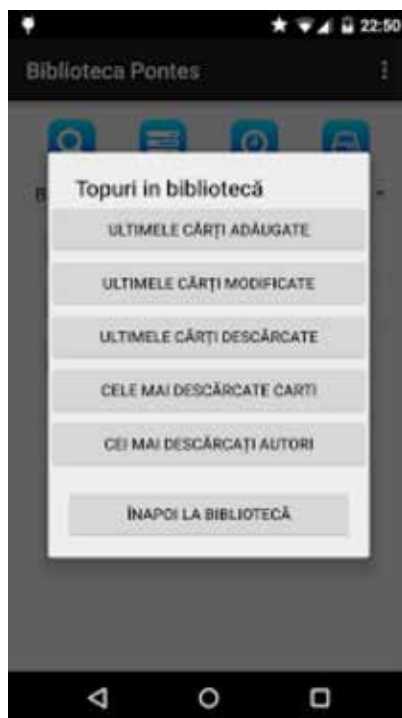 22:50
Biblioteca Pontes
Topuri in bibliotecă
ULTIMELE CĂRȚI ADĂUGATE
ULTIMELE CĂRȚI MODIFICATE
ULTIMELE CĂRȚI DESCĂRCATE
CELE MAI DESCĂRCATE CARTI
CEI MAI DESCĂRCAȚI AUTORI
ÎNAPOI LA BIBLIOTECĂ